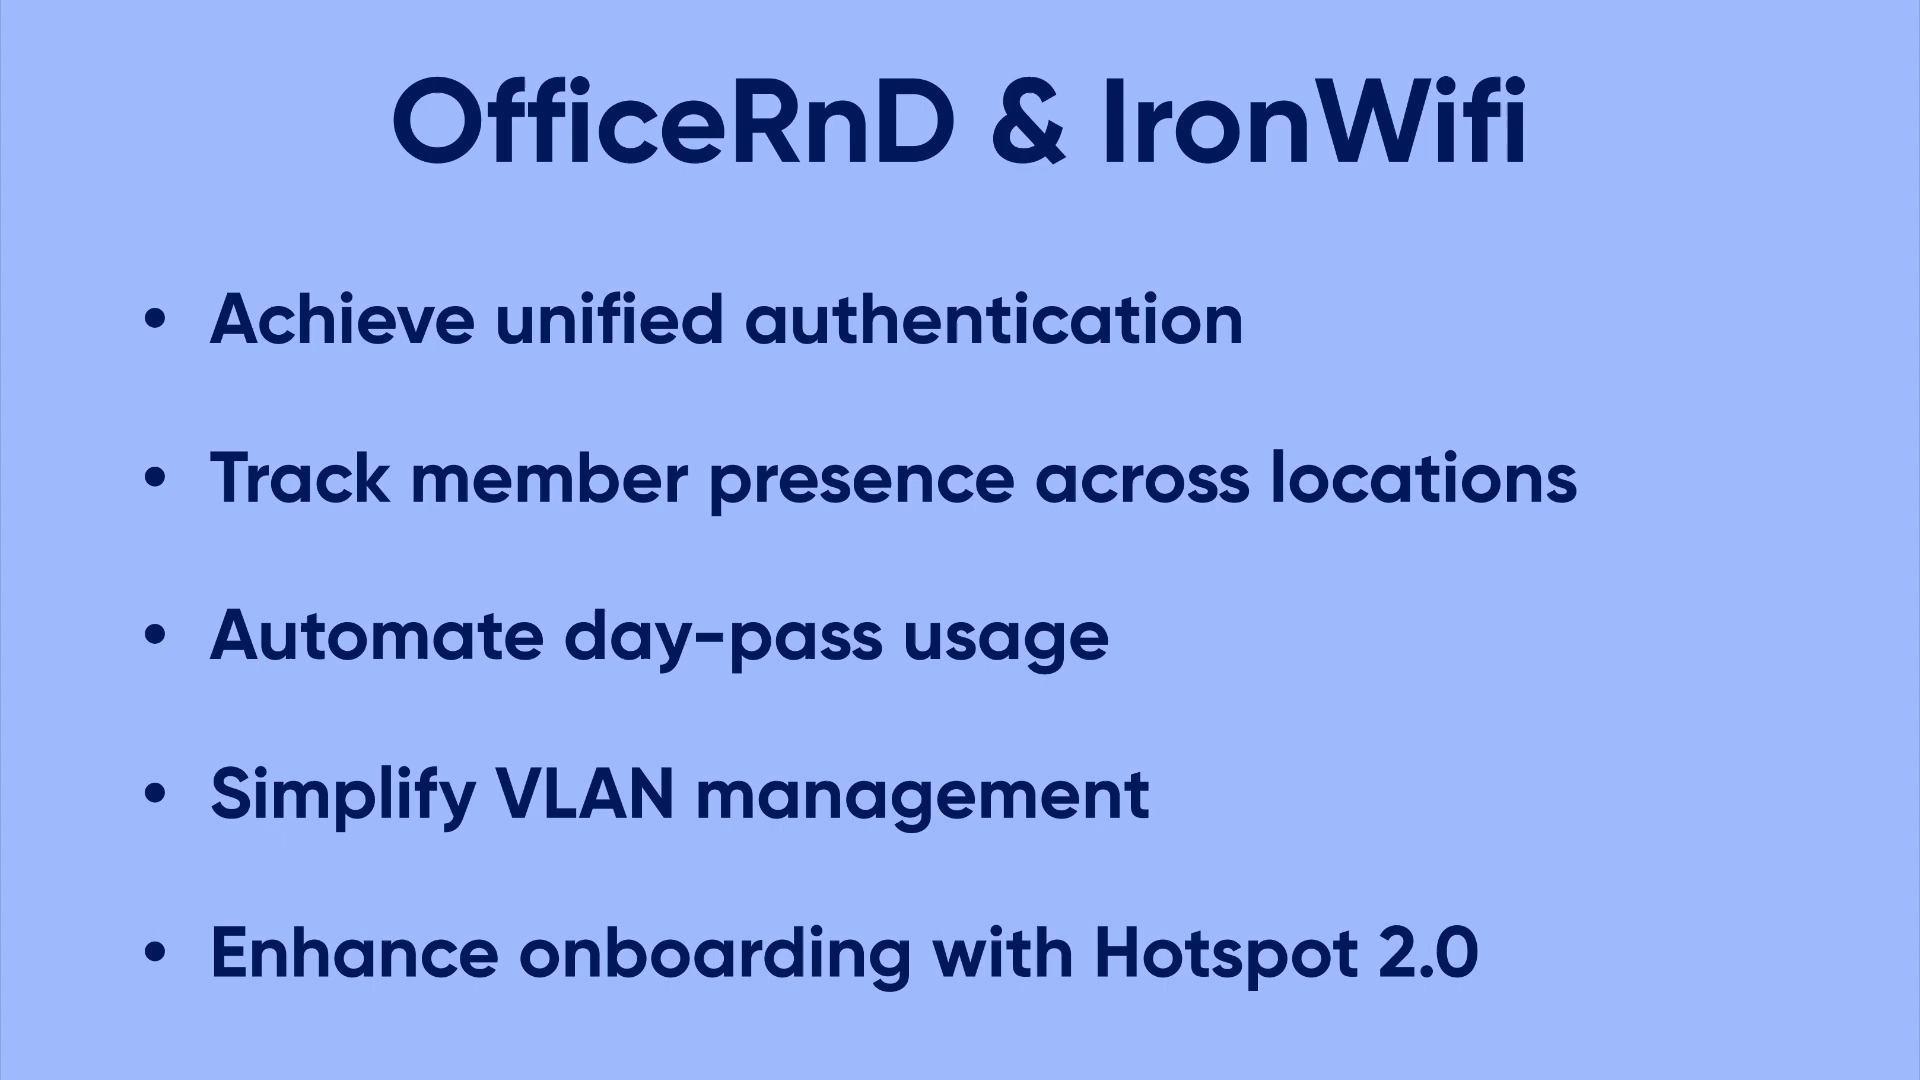 OfficeRnD & IronWifi
• Achieve unified authentication
• Track member presence across locations
• Automate day-pass usage
• Simplify VLAN management
• Enhance onboarding with Hotspot 2.0